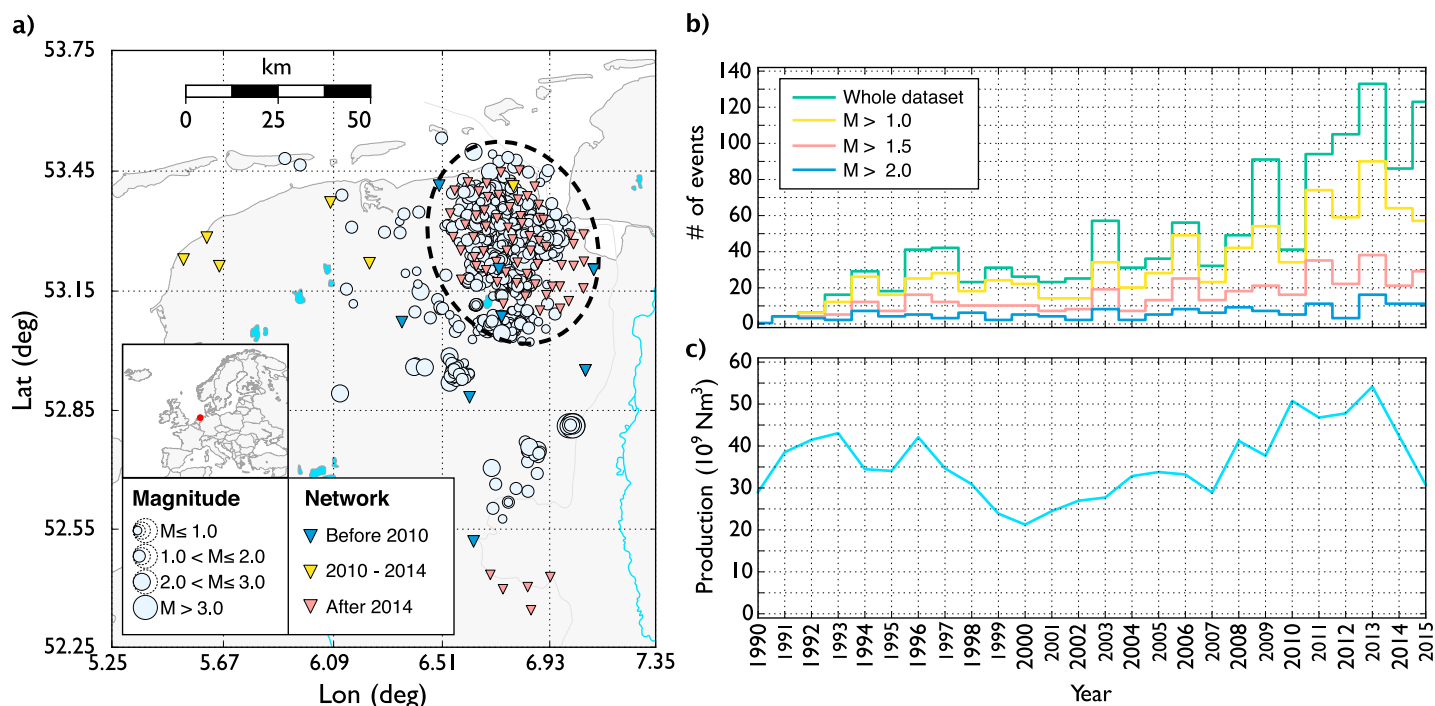 a)
53.75
53.45
53.15
52.85
52.55
52.25
Lat (deg)
km
0 25 50
Magnitude
M≤ 1.0
1.0 < M≤ 2.0
2.0 < M≤ 3.0
M > 3.0
Network
Before 2010
2010 - 2014
After 2014
5.25 5.67 6.09 6.51 6.93 7.35
Lon (deg)
b)
140
120
100
80
60
40
20
0
# of events
Whole dataset
M > 1.0
M > 1.5
M > 2.0
c)
60
50
40
30
20
10
0
Production (10⁹ Nm³)
1990 1991 1992 1993 1994 1995 1996 1997 1998 1999 2000 2001 2002 2003 2004 2005 2006 2007 2008 2009 2010 2011 2012 2013 2014 2015
Year